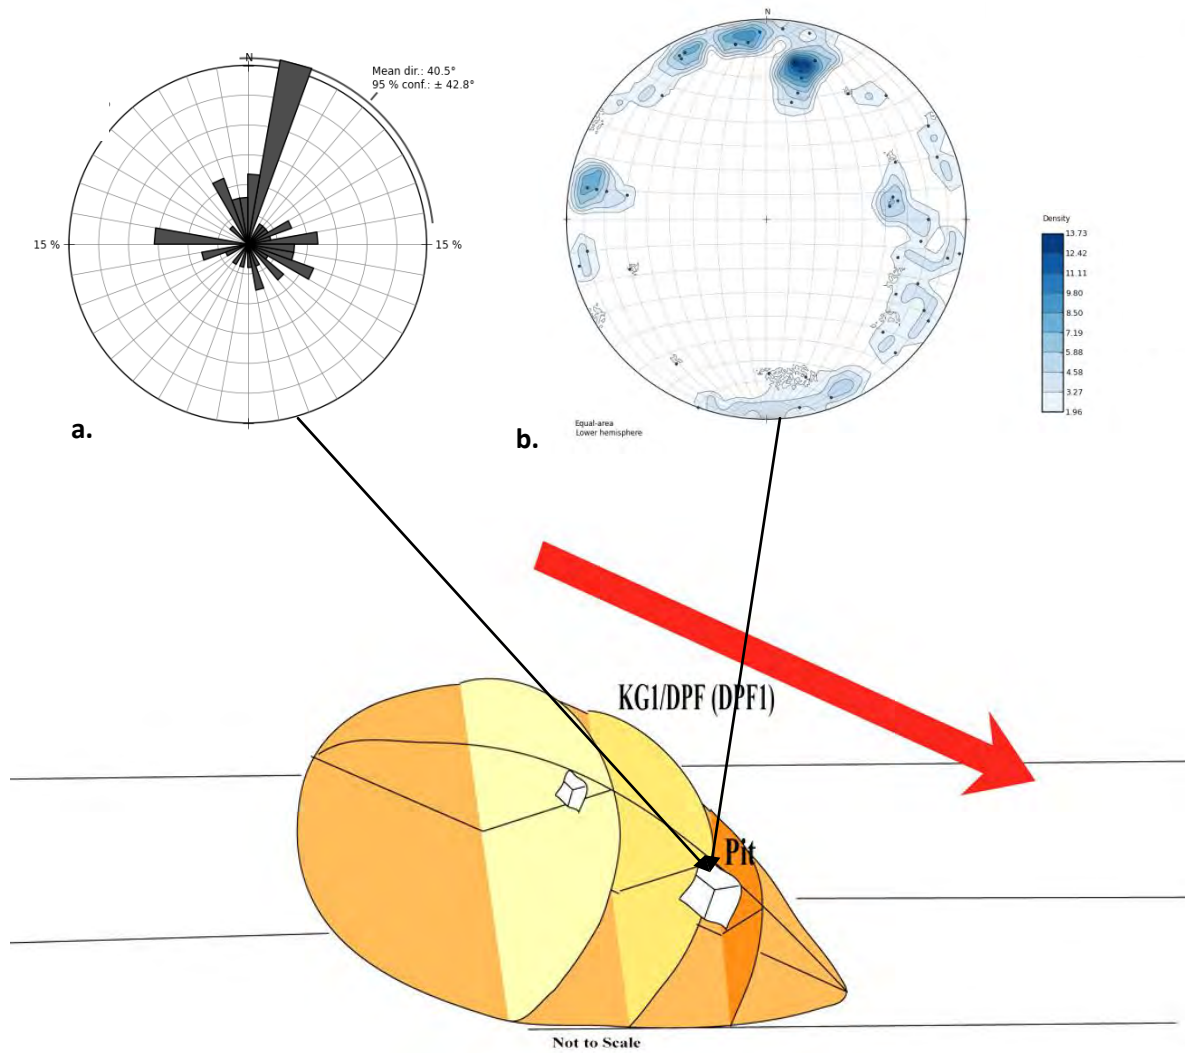 N
Mean dir.: 40.5°
95 % conf.: ± 42.8°
15 %
15 %
a.
N
Density
13.73
12.42
11.11
9.80
8.50
7.19
5.88
4.58
3.27
1.96
Equal-area
Lower hemisphere
b.
KG1/DPF (DPF1)
Pit
Not to Scale